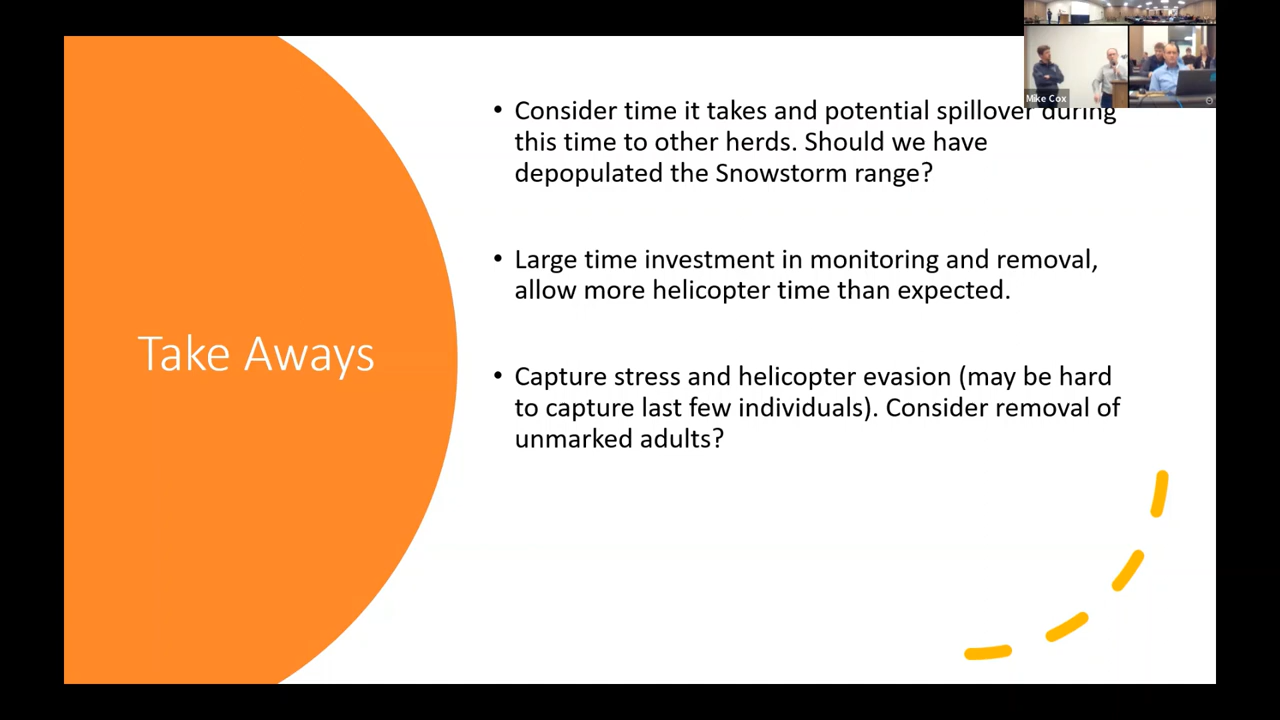 Mike Cox
• Consider time it takes and potential spillover during
this time to other herds. Should we have
depopulated the Snowstorm range?
• Large time investment in monitoring and removal,
allow more helicopter time than expected.
Take Aways
• Capture stress and helicopter evasion (may be hard
to capture last few individuals). Consider removal of
unmarked adults?